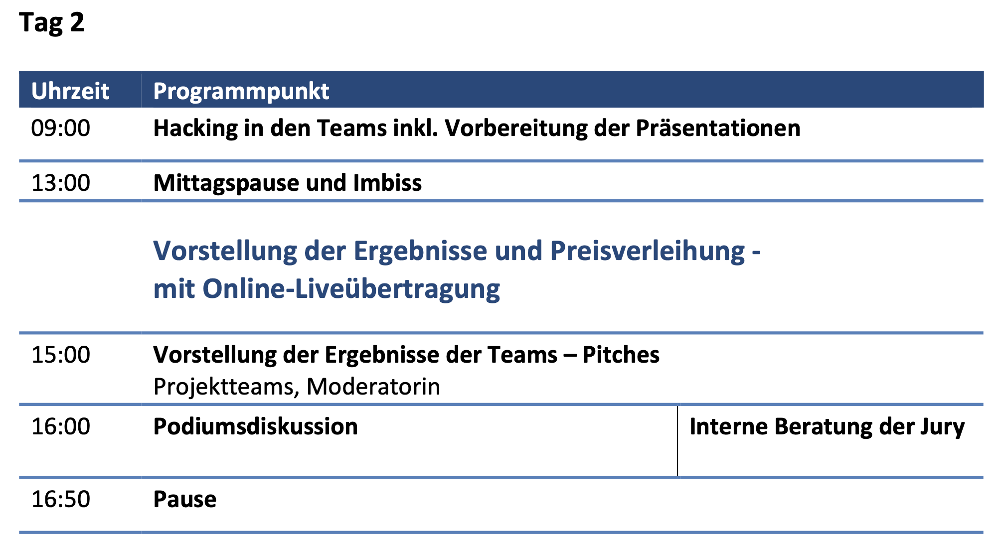 Tag 2
Uhrzeit Programmpunkt
09:00 Hacking in den Teams inkl. Vorbereitung der Präsentationen
13:00 Mittagspause und Imbiss
Vorstellung der Ergebnisse und Preisverleihung -
mit Online-Liveübertragung
15:00 Vorstellung der Ergebnisse der Teams – Pitches
Projektteams, Moderatorin
16:00 Podiumsdiskussion Interne Beratung der Jury
16:50 Pause